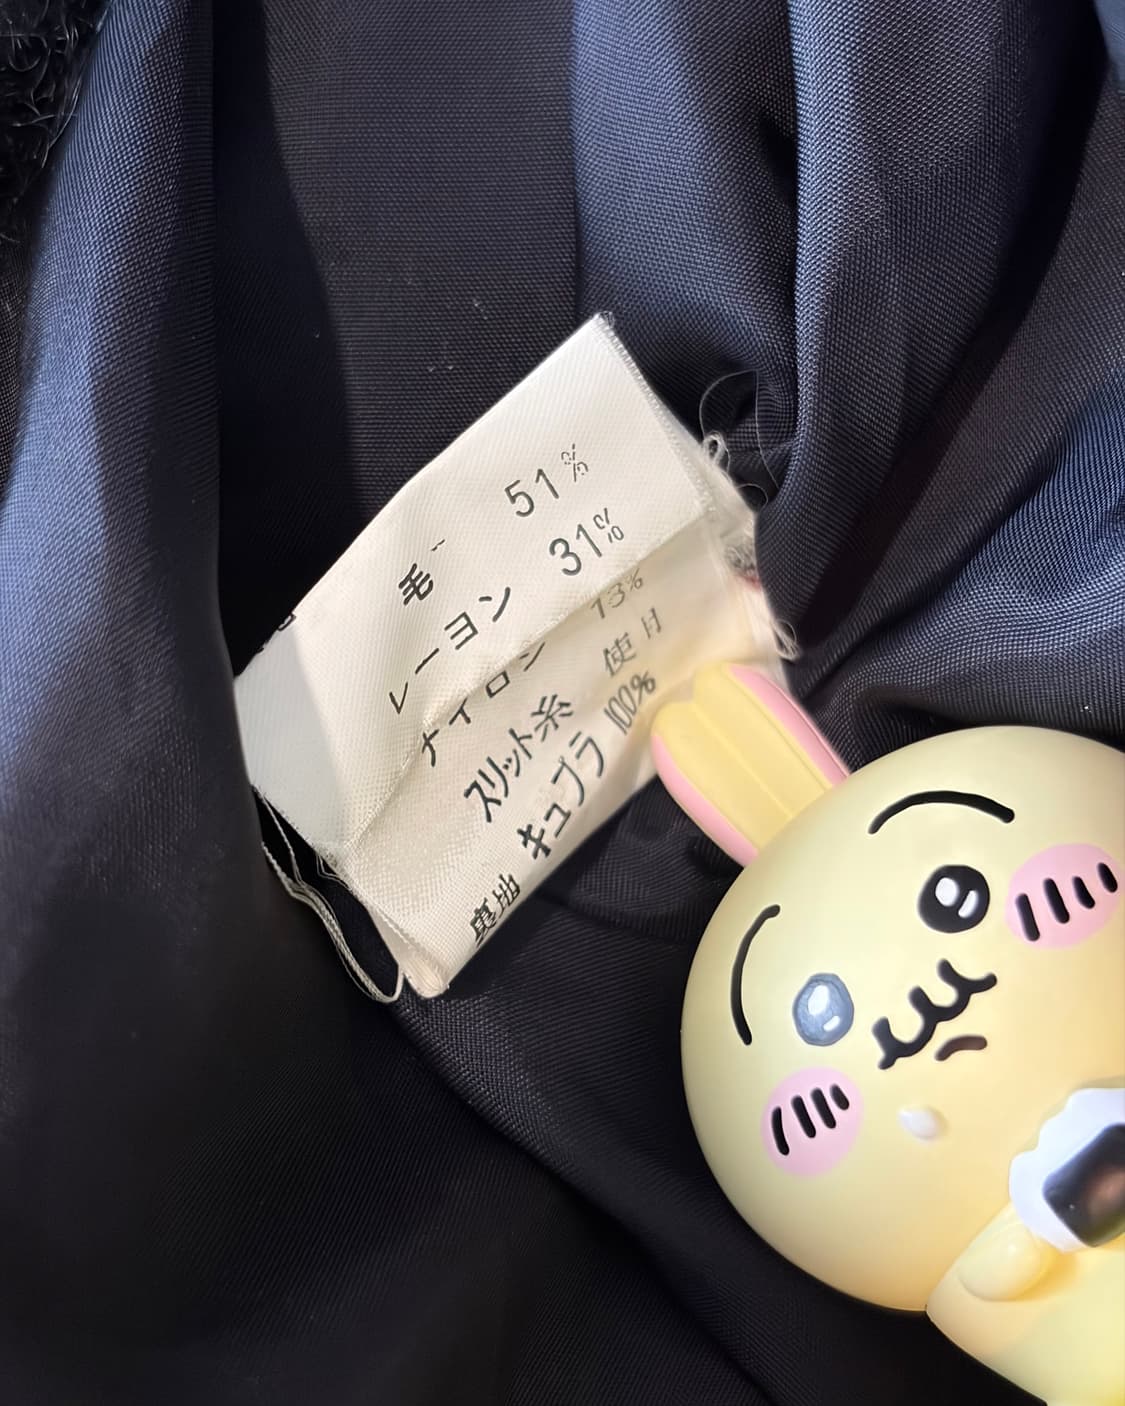 毛 51%
レーヨン 31%
ナイロン 13%
スリット糸 使用
裏地 キュプラ 100%